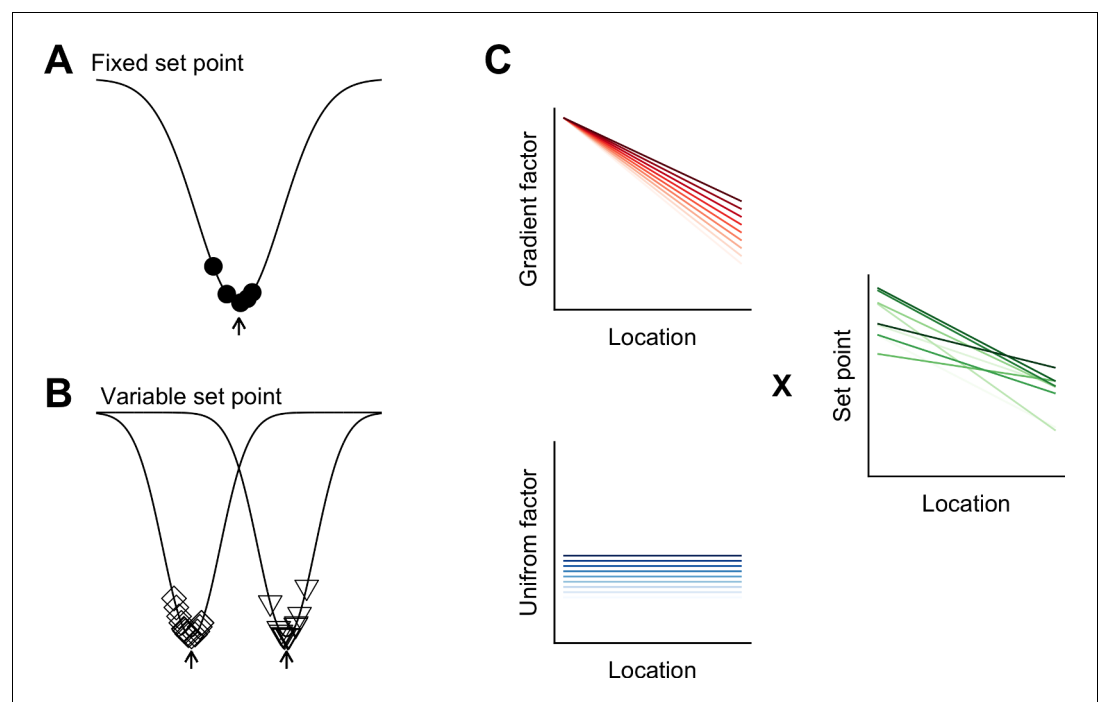 A
Fixed set point
B
Variable set point
C
Gradient factor
Location
Unifrom factor
Location
X
Set point
Location